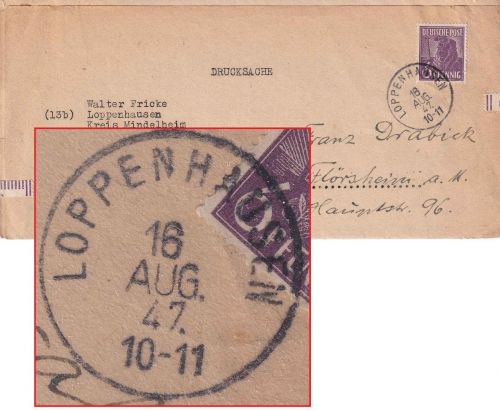 DEUTSCHE POST
6 PFENNIG
LOPPENHAUSEN
16
AUG.
47.
10-11
DRUCKSACHE
Walter Fricke
(13b) Loppenhausen
Kreis Mindelheim
Franz Drabick
Flörsheim a. M.
Hauptstr. 96.
LOPPENHAUSEN
16
AUG.
47.
10-11